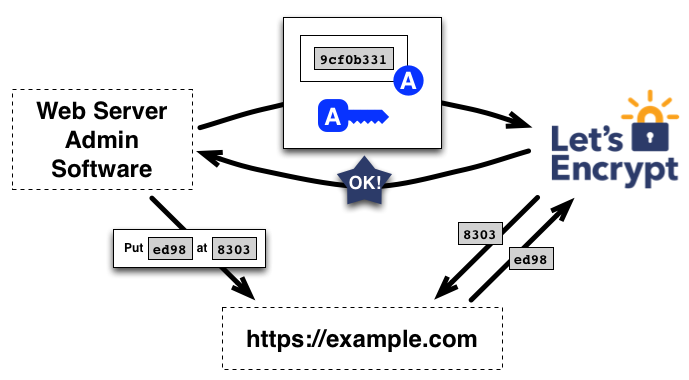 9cf0b331
A
A
Web Server
Admin
Software
Let's
Encrypt
OK!
Put ed98 at 8303
8303
ed98
https://example.com